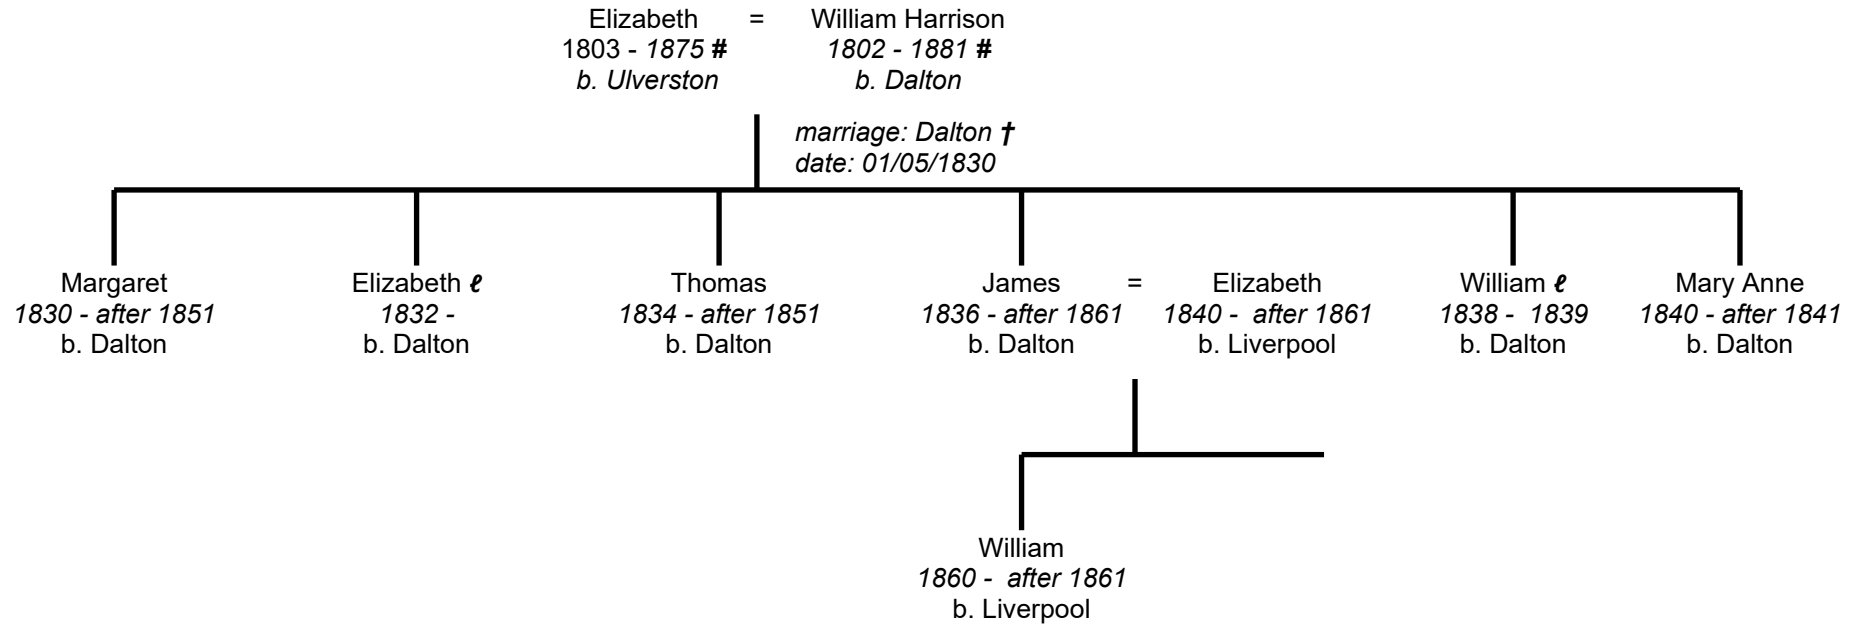 Elizabeth = William Harrison
1803 - 1875 # 1802 - 1881 #
b. Ulverston b. Dalton
marriage: Dalton †
date: 01/05/1830
Margaret Elizabeth ℓ Thomas James = Elizabeth William ℓ Mary Anne
1830 - after 1851 1832 - 1834 - after 1851 1836 - after 1861 1840 - after 1861 1838 - 1839 1840 - after 1841
b. Dalton b. Dalton b. Dalton b. Dalton b. Liverpool b. Dalton b. Dalton
William
1860 - after 1861
b. Liverpool